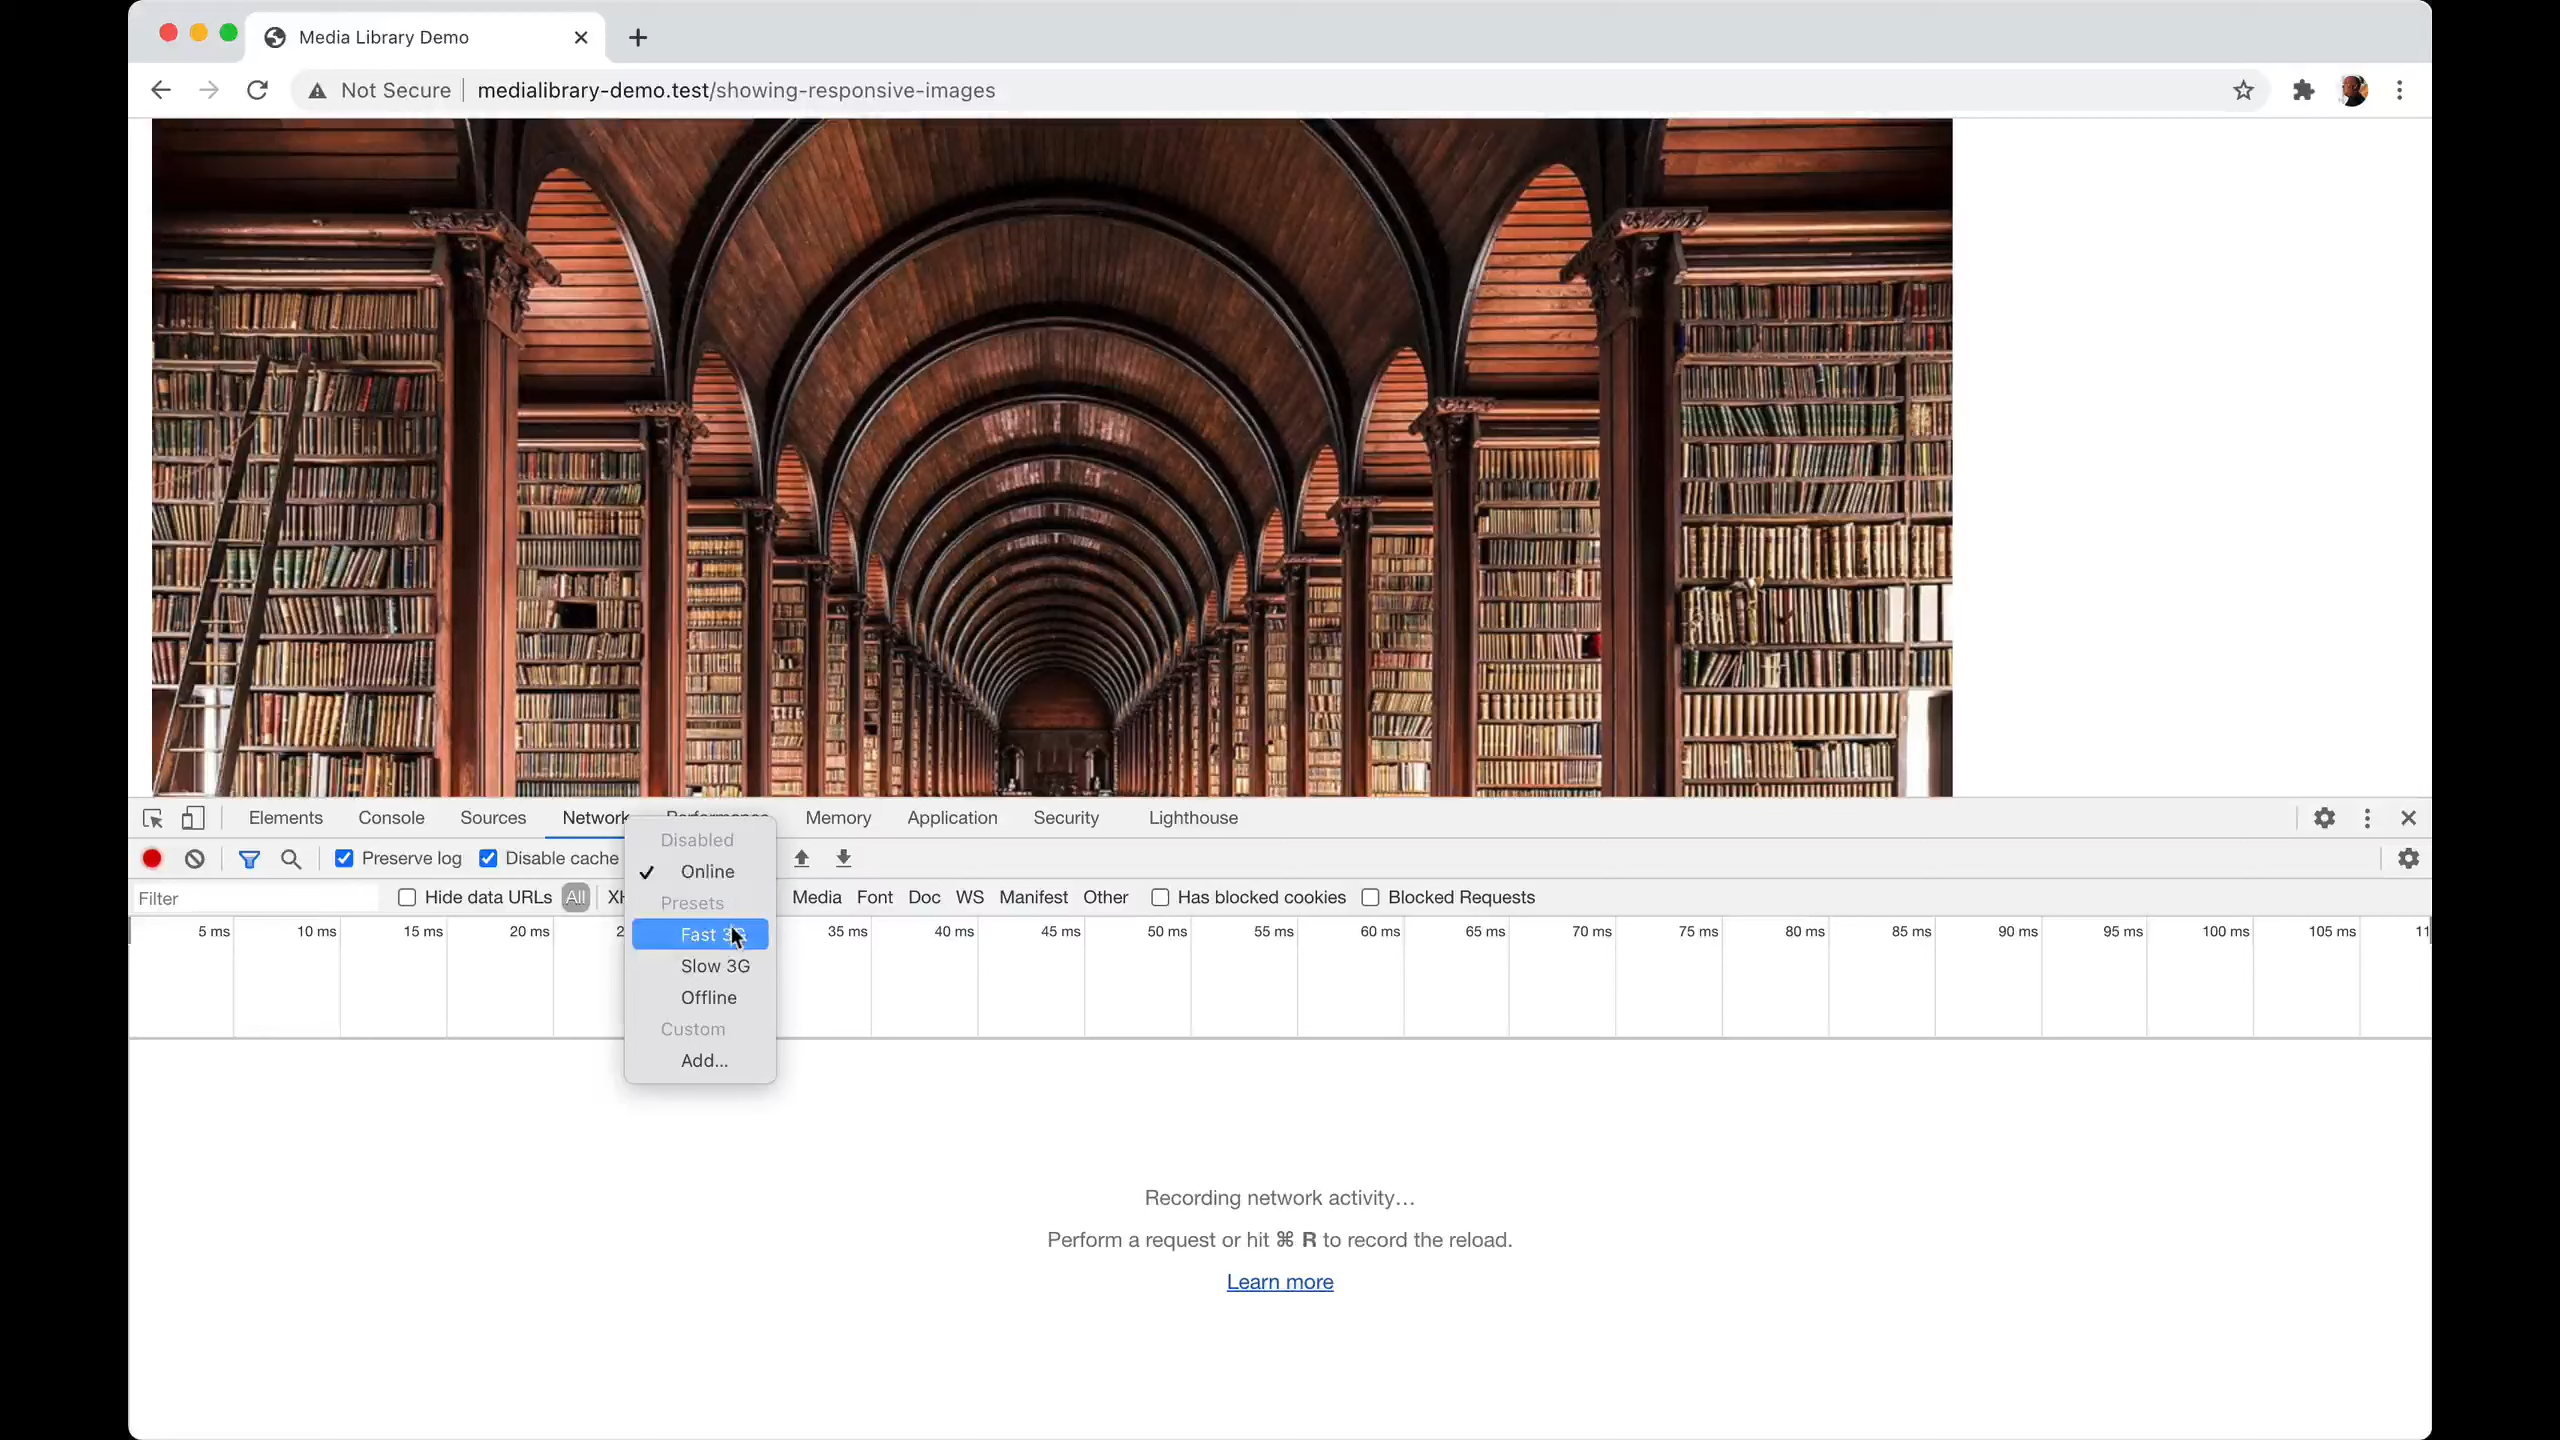 Media Library Demo
Not Secure medialibrary-demo.test/showing-responsive-images
Elements Console Sources Network Performance Memory Application Security Lighthouse
Disabled
Preserve log Disable cache
Online
Filter Hide data URLs All Media Font Doc WS Manifest Other Has blocked cookies Blocked Requests
Presets
5 ms 10 ms 15 ms 20 ms 35 ms 40 ms 45 ms 50 ms 55 ms 60 ms 65 ms 70 ms 75 ms 80 ms 85 ms 90 ms 95 ms 100 ms 105 ms
Fast 3G
Slow 3G
Offline
Custom
Add...
Recording network activity…
Perform a request or hit ⌘ R to record the reload.
Learn more